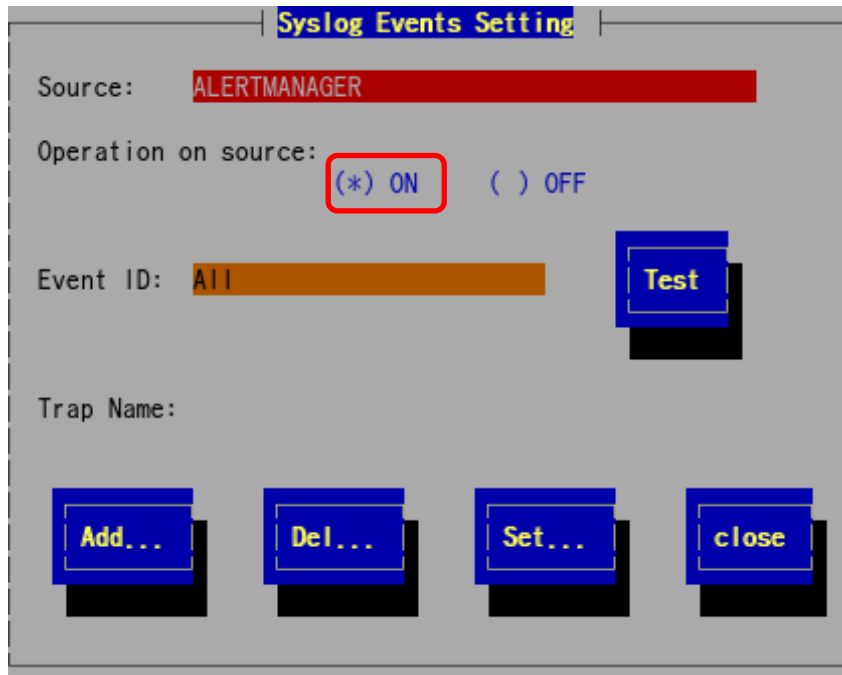 Syslog Events Setting
Source: ALERTMANAGER
Operation on source:
(*) ON ( ) OFF
Event ID: All Test
Trap Name:
Add... Del... Set... close